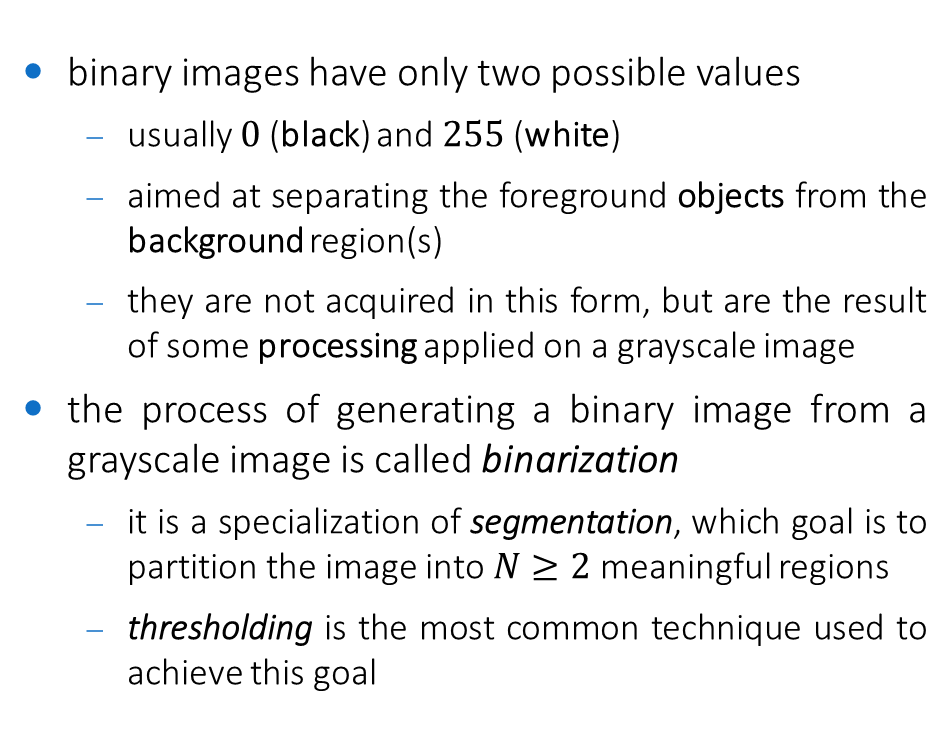 • binary images have only two possible values
– usually 0 (black) and 255 (white)
– aimed at separating the foreground objects from the
background region(s)
– they are not acquired in this form, but are the result
of some processing applied on a grayscale image
• the process of generating a binary image from a
grayscale image is called binarization
– it is a specialization of segmentation, which goal is to
partition the image into N ≥ 2 meaningful regions
– thresholding is the most common technique used to
achieve this goal